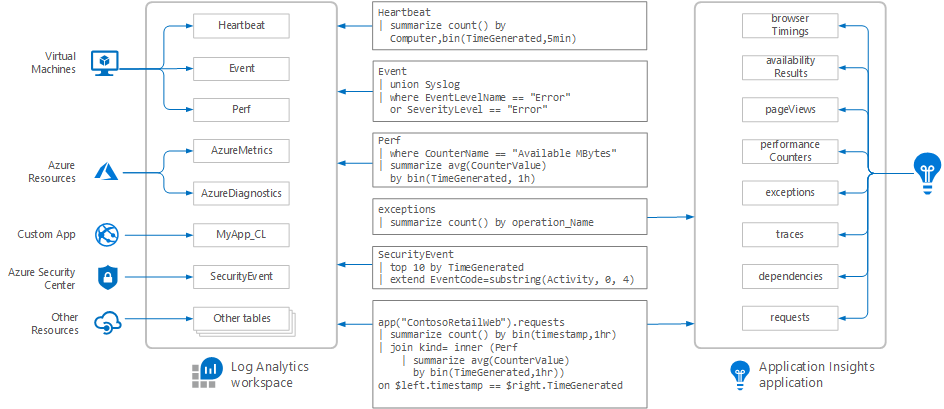 Virtual
Machines
Azure
Resources
Custom App
Azure Security
Center
Other
Resources
Heartbeat
Event
Perf
AzureMetrics
AzureDiagnostics
MyApp_CL
SecurityEvent
Other tables
Log Analytics
workspace
Heartbeat
| summarize count() by
Computer,bin(TimeGenerated,5min)
Event
| union Syslog
| where EventLevelName == "Error"
or SeverityLevel == "Error"
Perf
| where CounterName == "Available MBytes"
| summarize avg(CounterValue)
by bin(TimeGenerated, 1h)
exceptions
| summarize count() by operation_Name
SecurityEvent
| top 10 by TimeGenerated
| extend EventCode=substring(Activity, 0, 4)
app("ContosoRetailWeb").requests
| summarize count() by bin(timestamp,1hr)
| join kind= inner (Perf
| summarize avg(CounterValue)
by bin(TimeGenerated,1hr))
on $left.timestamp == $right.TimeGenerated
browser
Timings
availability
Results
pageViews
performance
Counters
exceptions
traces
dependencies
requests
Application Insights
application